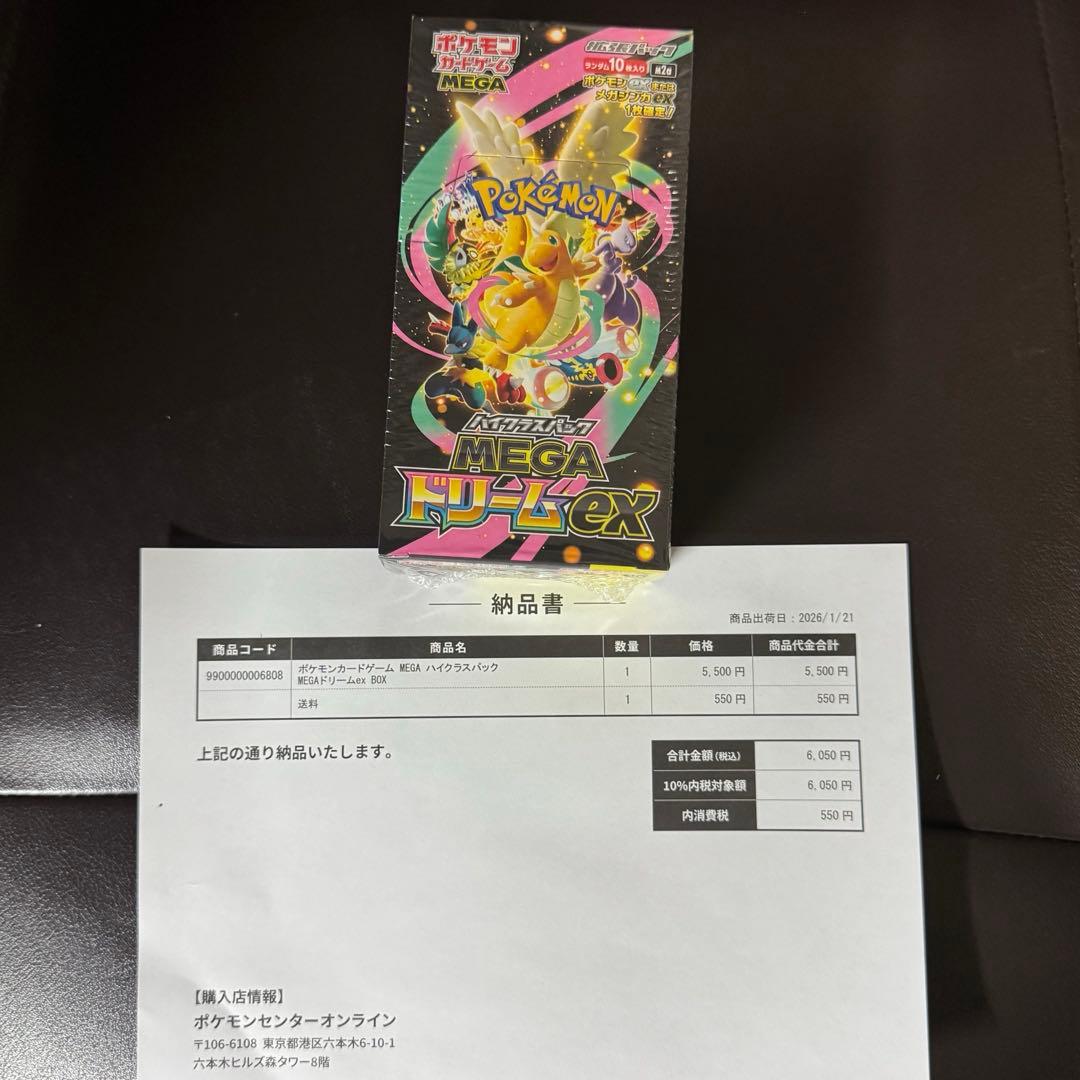 ポケモン
カードゲーム
MEGA
拡張パック
ランダム10枚入り
M2a
ポケモンexまたは
メガシンカex
1枚確定!
POKéMON
ハイクラスパック
MEGA
ドリームex
納品書
商品出荷日：2026/1/21
商品コード 商品名 数量 価格 商品代金合計
9900000006808 ポケモンカードゲーム MEGA ハイクラスパック 1 5,500 円 5,500 円
MEGAドリームex BOX
送料 1 550 円 550 円
上記の通り納品いたします。
合計金額(税込) 6,050 円
10%内税対象額 6,050 円
内消費税 550 円
【購入店情報】
ポケモンセンターオンライン
〒106-6108 東京都港区六本木6-10-1
六本木ヒルズ森タワー8階